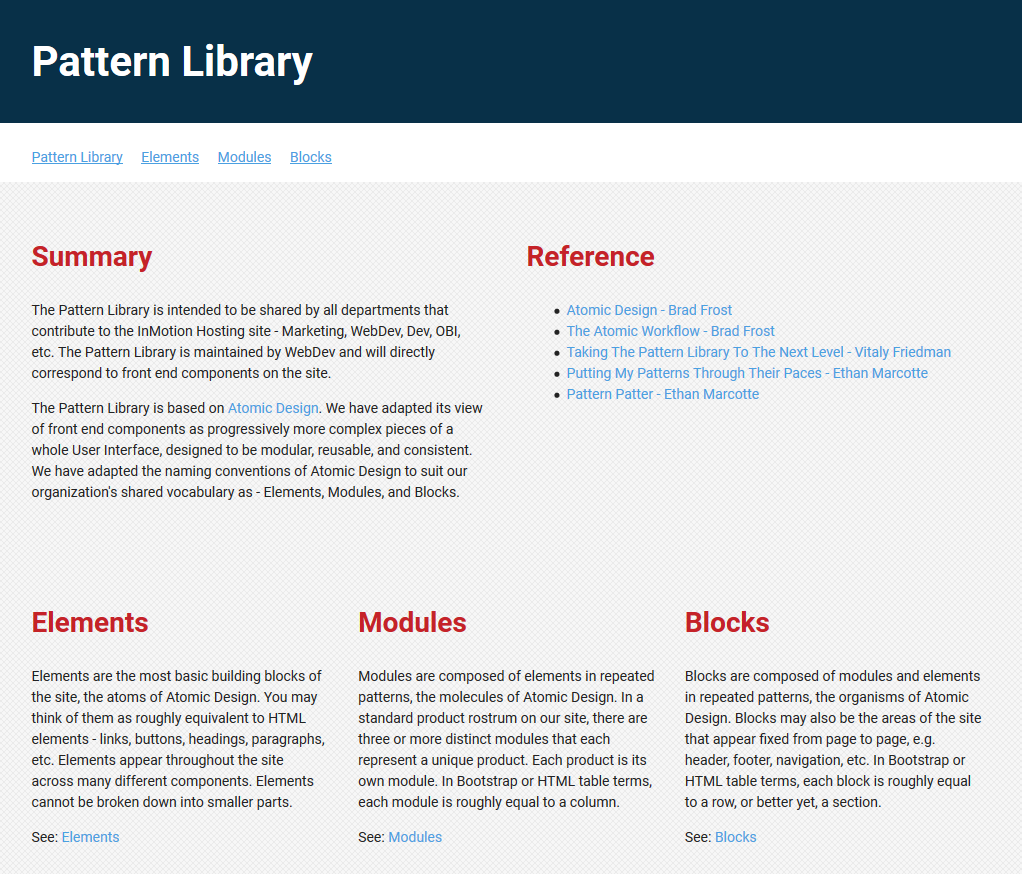 Pattern Library
Pattern Library Elements Modules Blocks
Summary
The Pattern Library is intended to be shared by all departments that
contribute to the InMotion Hosting site - Marketing, WebDev, Dev, OBI,
etc. The Pattern Library is maintained by WebDev and will directly
correspond to front end components on the site.
The Pattern Library is based on Atomic Design. We have adapted its view
of front end components as progressively more complex pieces of a
whole User Interface, designed to be modular, reusable, and consistent.
We have adapted the naming conventions of Atomic Design to suit our
organization's shared vocabulary as - Elements, Modules, and Blocks.
Reference
Atomic Design - Brad Frost
The Atomic Workflow - Brad Frost
Taking The Pattern Library To The Next Level - Vitaly Friedman
Putting My Patterns Through Their Paces - Ethan Marcotte
Pattern Patter - Ethan Marcotte
Elements
Elements are the most basic building blocks of
the site, the atoms of Atomic Design. You may
think of them as roughly equivalent to HTML
elements - links, buttons, headings, paragraphs,
etc. Elements appear throughout the site
across many different components. Elements
cannot be broken down into smaller parts.
See: Elements
Modules
Modules are composed of elements in repeated
patterns, the molecules of Atomic Design. In a
standard product rostrum on our site, there are
three or more distinct modules that each
represent a unique product. Each product is its
own module. In Bootstrap or HTML table terms,
each module is roughly equal to a column.
See: Modules
Blocks
Blocks are composed of modules and elements
in repeated patterns, the organisms of Atomic
Design. Blocks may also be the areas of the site
that appear fixed from page to page, e.g.
header, footer, navigation, etc. In Bootstrap or
HTML table terms, each block is roughly equal
to a row, or better yet, a section.
See: Blocks